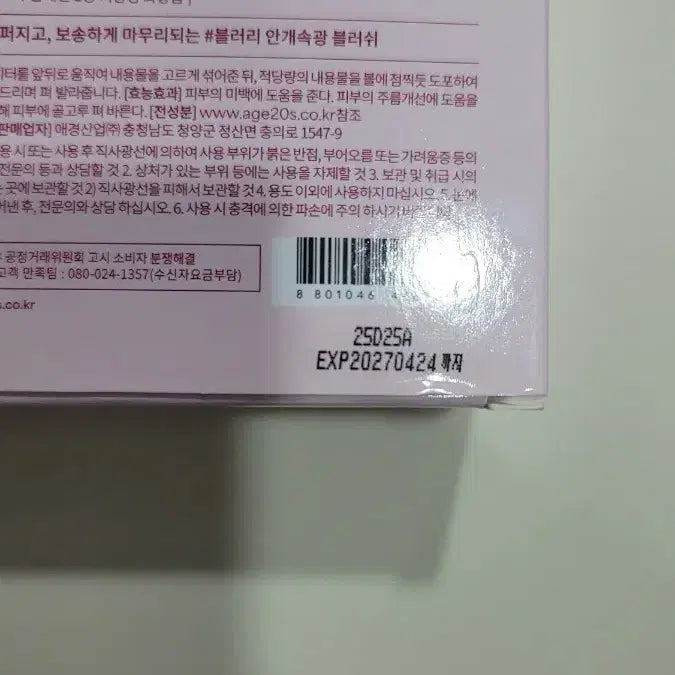 퍼지고, 보송하게 마무리되는 #블러리 안개속광 블러쉬
앞뒤로 움직여 내용물을 고르게 섞어준 뒤, 적당량의 내용물을 볼에 첨찍듯 도포하여
드리며 펴 발라줍니다. [효능효과] 피부의 미백에 도움을 준다. 피부의 주름개선에 도움을
해 피부에 골고루 펴 바른다. [전성분] www.age20s.co.kr참조
판매업자] 애경산업㈜ 충청남도 청양군 정산면 충의로 1547-9
용 시 또는 사용 후 직사광선에 의하여 사용 부위가 붉은 반점, 부어오름 또는 가려움증 등의
전문의 등과 상담할 것 2. 상처가 있는 부위 등에는 사용을 자제할 것 3. 보관 및 취급 시의
는 곳에 보관할 것 2) 직사광선을 피해서 보관할 것 4. 용도 이외에 사용하지 마십시오. 5. 눈에
어낸 후, 전문의와 상담 하십시오. 6. 사용 시 충격에 의한 파손에 주의 하시기 바랍니다.
공정거래위원회 고시 소비자 분쟁해결
고객 만족팀 : 080-024-1357(수신자요금부담)
s.co.kr
8 801046
25D25A
EXP20270424 까지